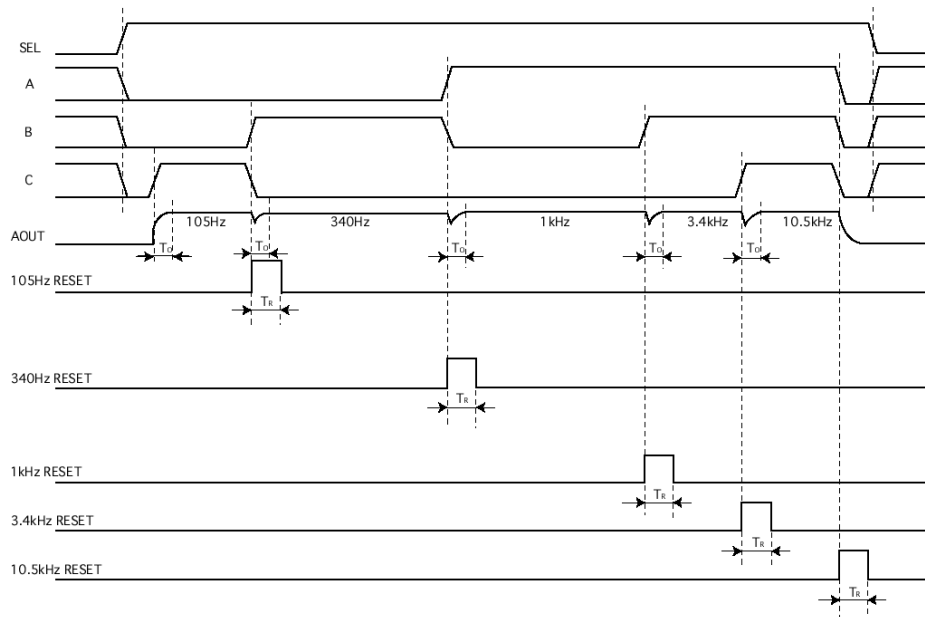 SEL
A
B
C
105Hz 340Hz 1kHz 3.4kHz 10.5kHz
AOUT
To To To To To
105Hz RESET
TR
340Hz RESET
TR
1kHz RESET
TR
3.4kHz RESET
TR
10.5kHz RESET
TR